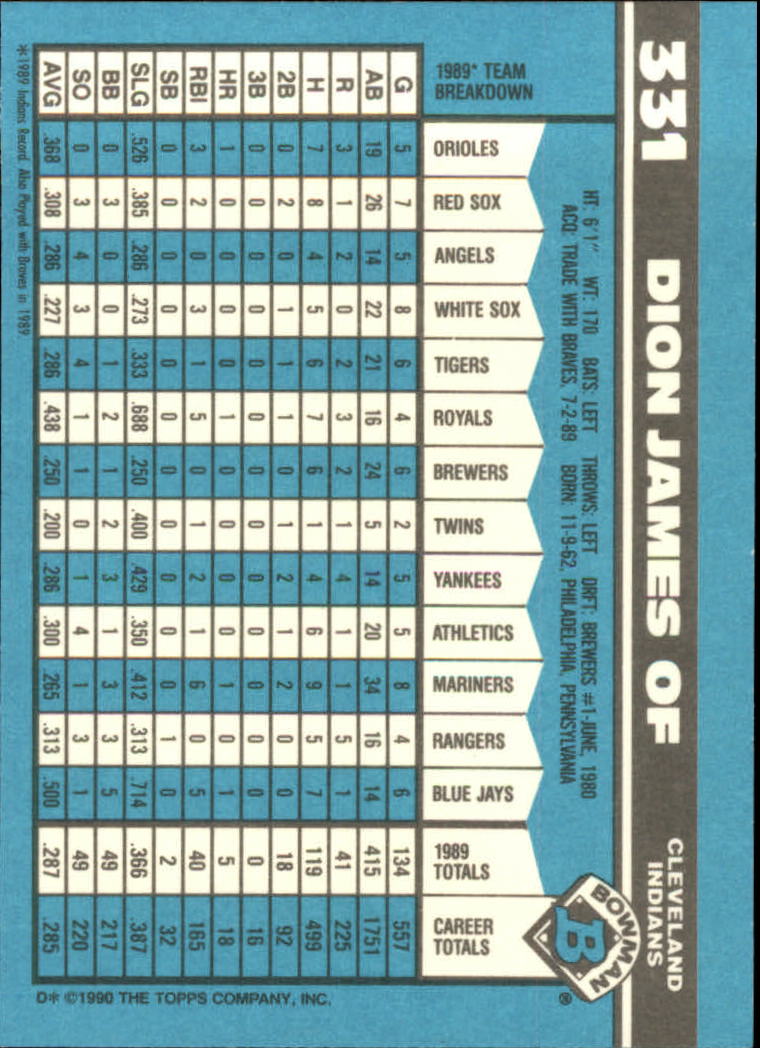 331 DION JAMES OF CLEVELAND
INDIANS
BOWMAN
B
®
HT: 6'1" WT: 170 BATS: LEFT THROWS: LEFT DRFT: BREWERS #1-JUNE, 1980
ACQ: TRADE WITH BRAVES, 7-2-89 BORN: 11-9-62, PHILADELPHIA, PENNSYLVANIA
1989* TEAM
BREAKDOWN
G AB R H 2B 3B HR RBI SB SLG BB SO AVG
ORIOLES 5 19 3 7 0 0 1 3 0 .526 0 0 .368
RED SOX 7 26 1 8 2 0 0 2 0 .385 3 3 .308
ANGELS 5 14 2 4 0 0 0 0 0 .286 0 4 .286
WHITE SOX 8 22 0 5 1 0 0 3 0 .273 0 3 .227
TIGERS 6 21 2 6 1 0 0 1 0 .333 1 4 .286
ROYALS 4 16 3 7 1 0 1 5 0 .688 2 1 .438
BREWERS 6 24 2 6 0 0 0 0 0 .250 1 1 .250
TWINS 2 5 1 1 1 0 0 1 0 .400 2 0 .200
YANKEES 5 14 4 4 2 0 0 2 0 .429 3 1 .286
ATHLETICS 5 20 1 6 1 0 0 1 0 .350 1 4 .300
MARINERS 8 34 1 9 2 0 1 6 0 .412 3 1 .265
RANGERS 4 16 5 5 0 0 0 0 1 .313 3 3 .313
BLUE JAYS 6 14 1 7 0 0 1 5 0 .714 5 1 .500
1989
TOTALS 134 415 41 119 18 0 5 40 2 .366 49 49 .287
CAREER
TOTALS 557 1751 225 499 92 16 18 165 32 .387 217 220 .285
*1989 Indians Record. Also Played with Braves in 1989.
D* ©1990 THE TOPPS COMPANY, INC.